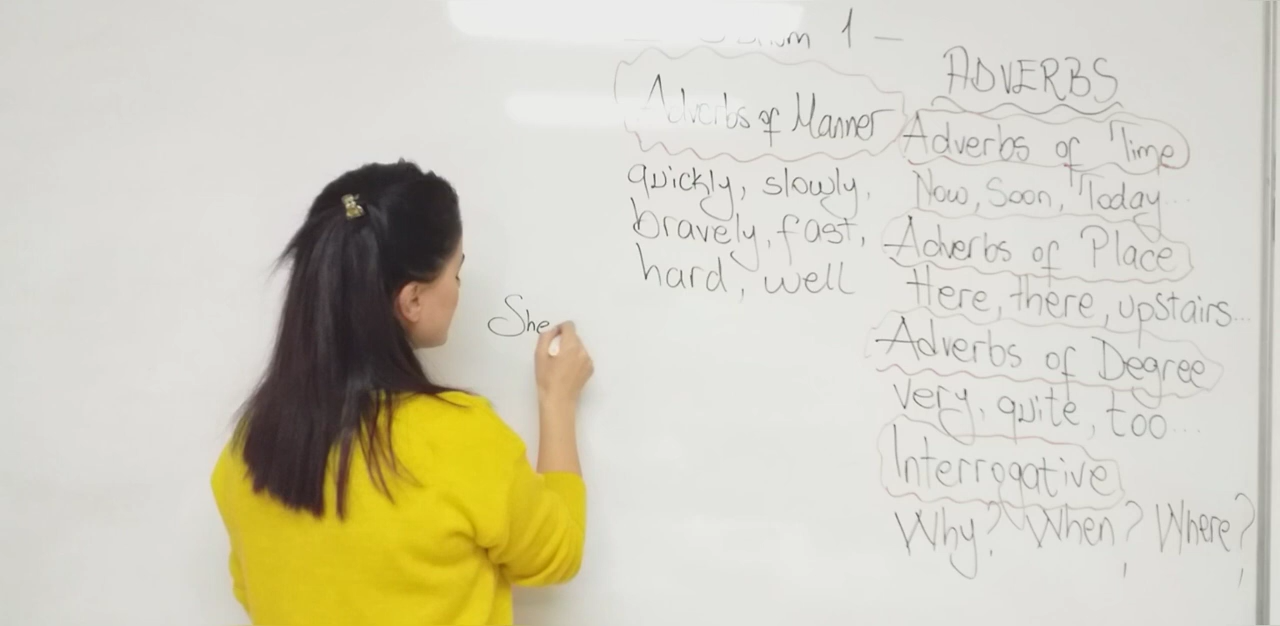 1 —
ADVERBS
Adverbs of Manner
quickly, slowly,
bravely, fast,
hard, well
She
Adverbs of Time
Now, Soon, Today...
Adverbs of Place
Here, there, upstairs...
Adverbs of Degree
very, quite, too...
Interrogative
Why? When? Where?